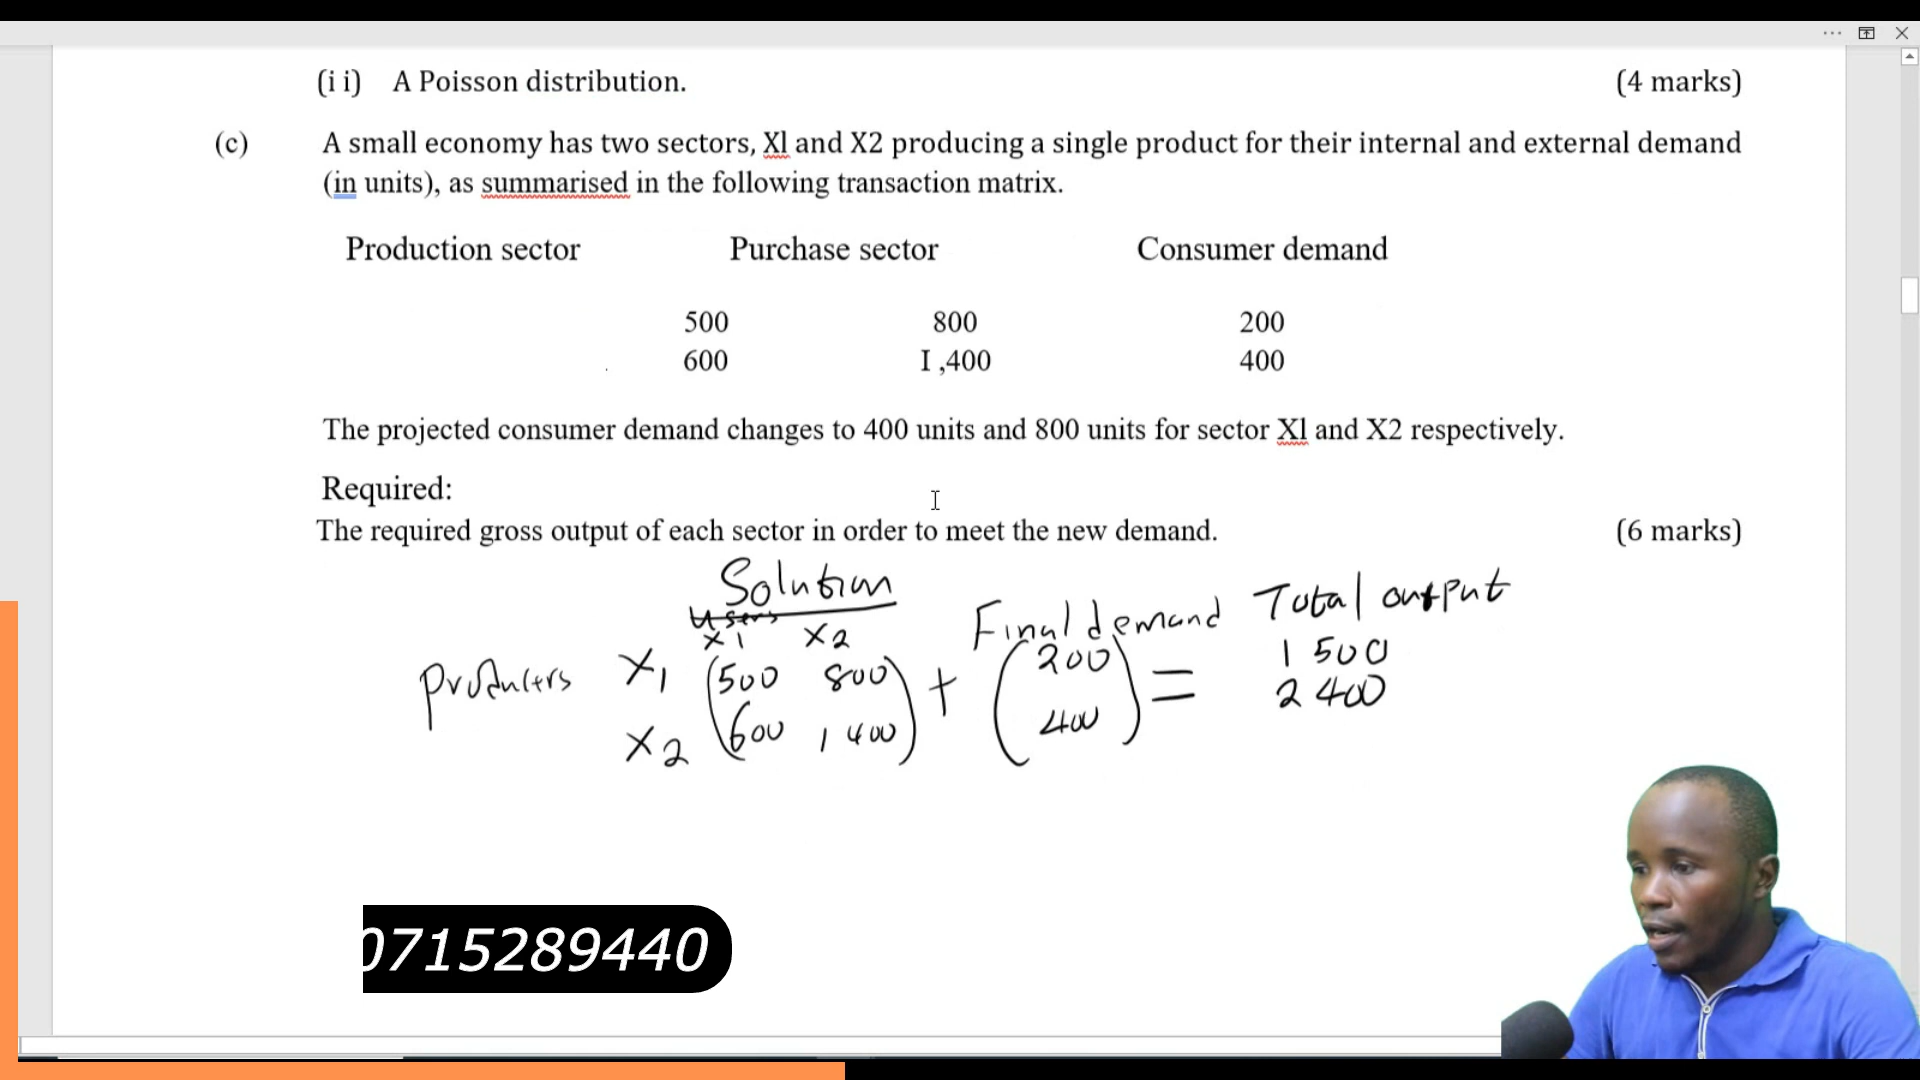 (i i) A Poisson distribution. (4 marks)
(c) A small economy has two sectors, Xl and X2 producing a single product for their internal and external demand
(in units), as summarised in the following transaction matrix.
Production sector Purchase sector Consumer demand
500 800 200
600 I ,400 400
The projected consumer demand changes to 400 units and 800 units for sector Xl and X2 respectively.
Required:
The required gross output of each sector in order to meet the new demand. (6 marks)
Solution
Users Final demand Total output
X1 X2
Producers X1 (500 800) + (200) = 1 500
X2 (600 1 400) (400) 2 400
0715289440